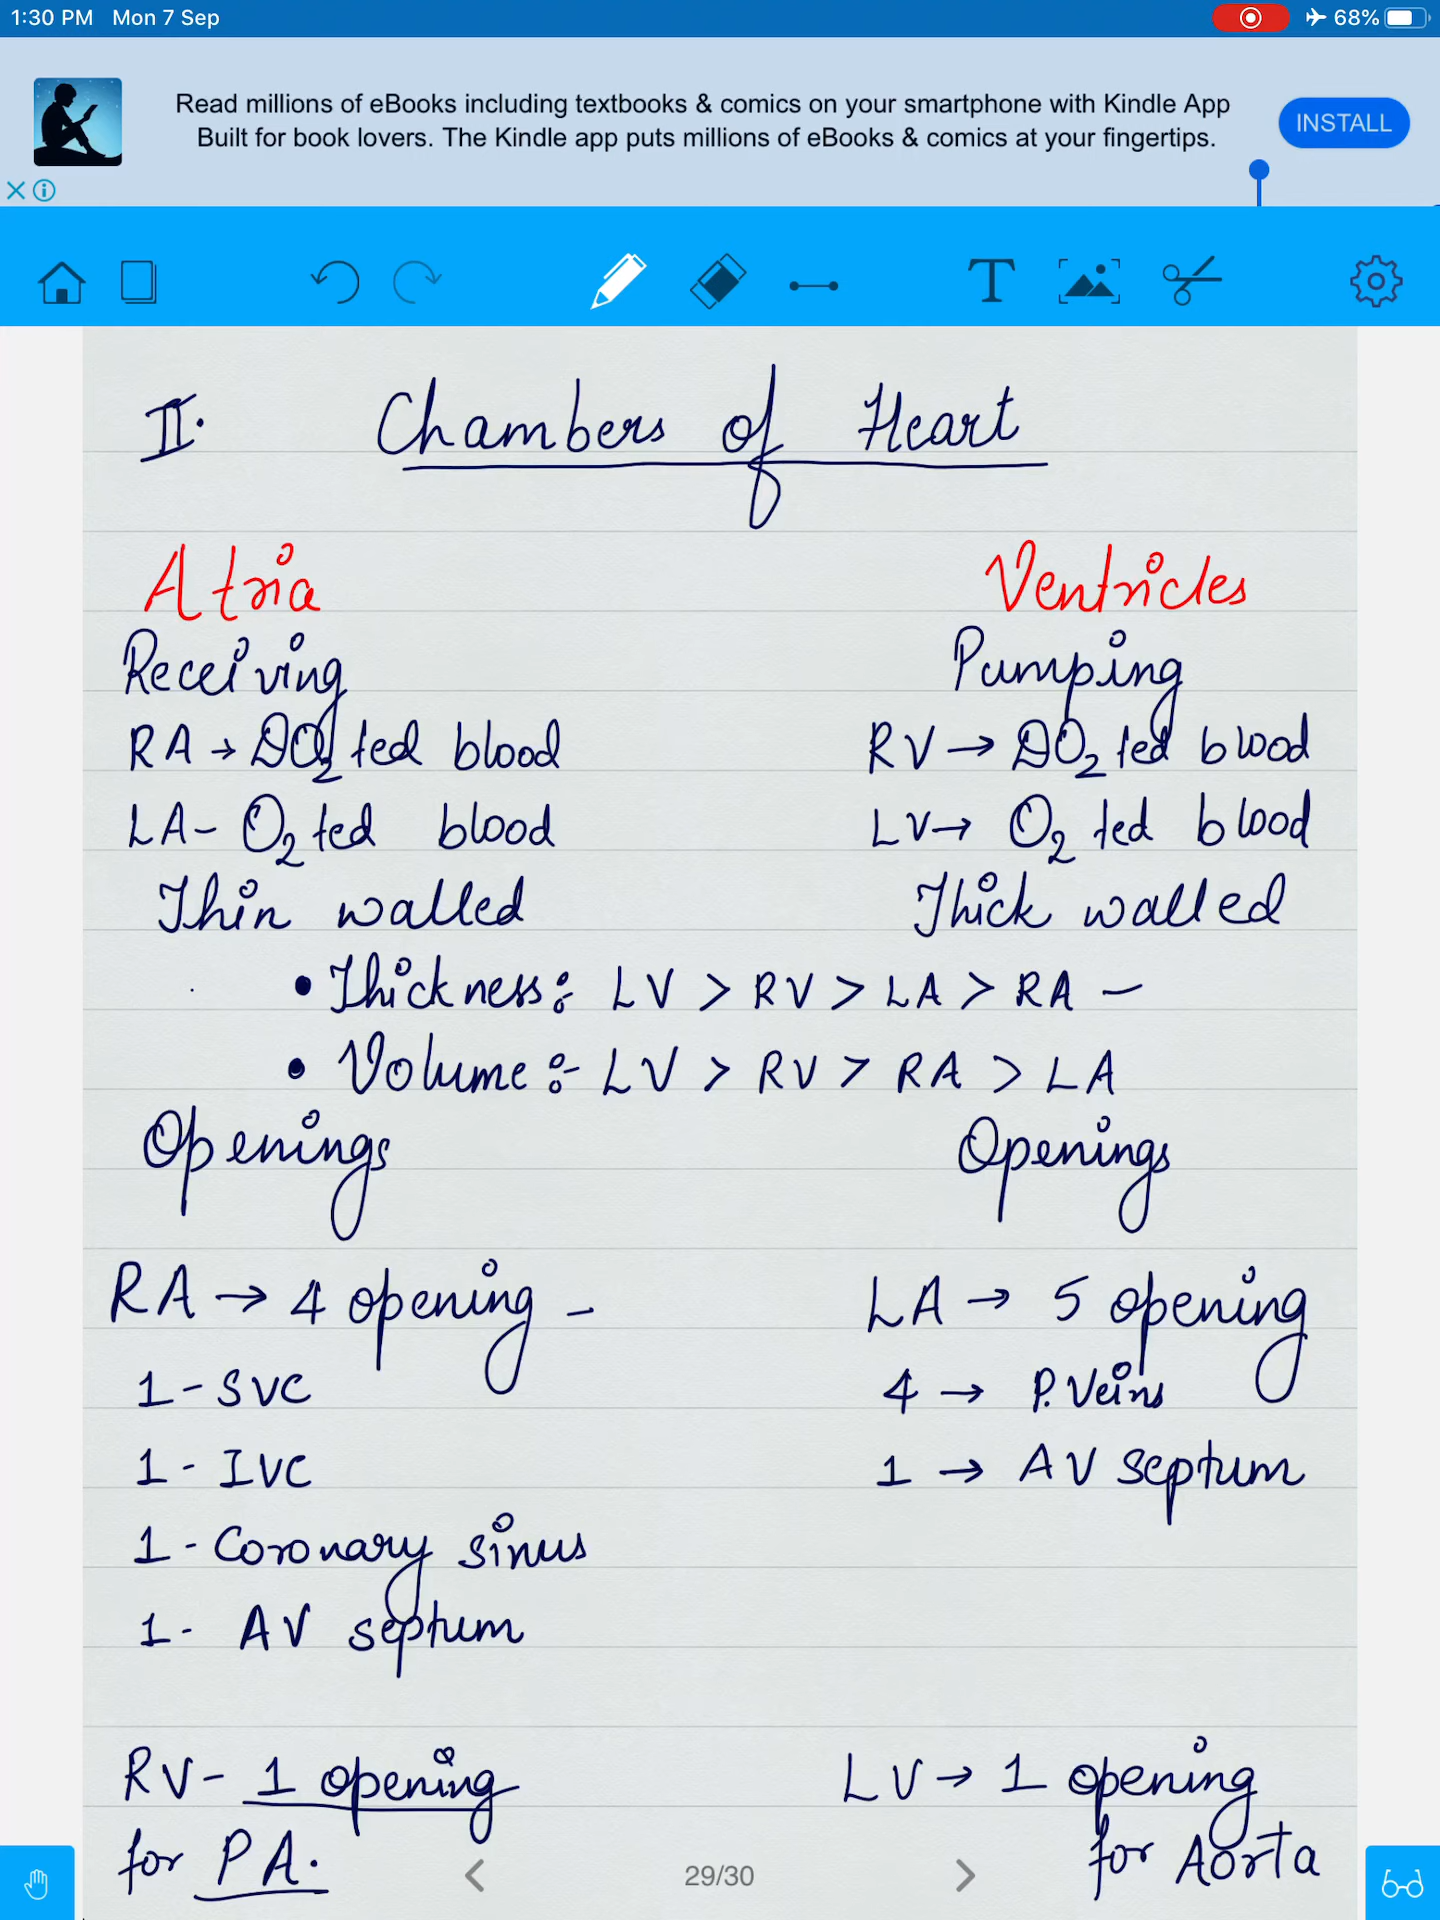 1:30 PM Mon 7 Sep 68%
Read millions of eBooks including textbooks & comics on your smartphone with Kindle App
Built for book lovers. The Kindle app puts millions of eBooks & comics at your fingertips.
INSTALL
II. Chambers of Heart
Atria Ventricles
Receiving Pumping
RA → DO2 ted blood RV → DO2 ted blood
LA - O2 ted blood LV → O2 ted blood
Thin walled Thick walled
• Thickness :- LV > RV > LA > RA -
• Volume :- LV > RV > RA > LA
Openings Openings
RA → 4 opening - LA → 5 opening
1 - SVC 4 → P. Veins
1 - IVC 1 → AV septum
1 - Coronary sinus
1 - AV septum
RV - 1 opening LV → 1 opening
for PA. for Aorta
29/30